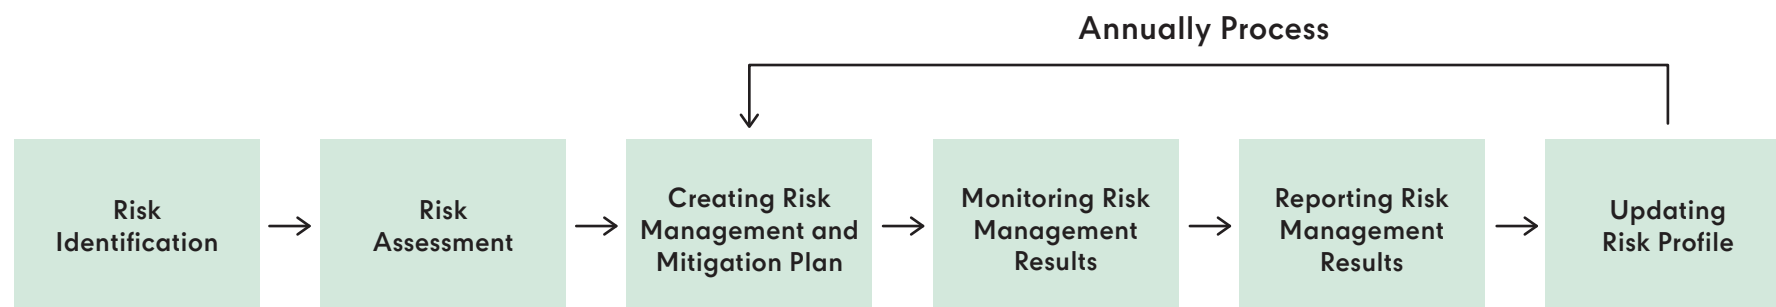 Annually Process
Risk
Identification
Risk
Assessment
Creating Risk
Management and
Mitigation Plan
Monitoring Risk
Management
Results
Reporting Risk
Management
Results
Updating
Risk Profile